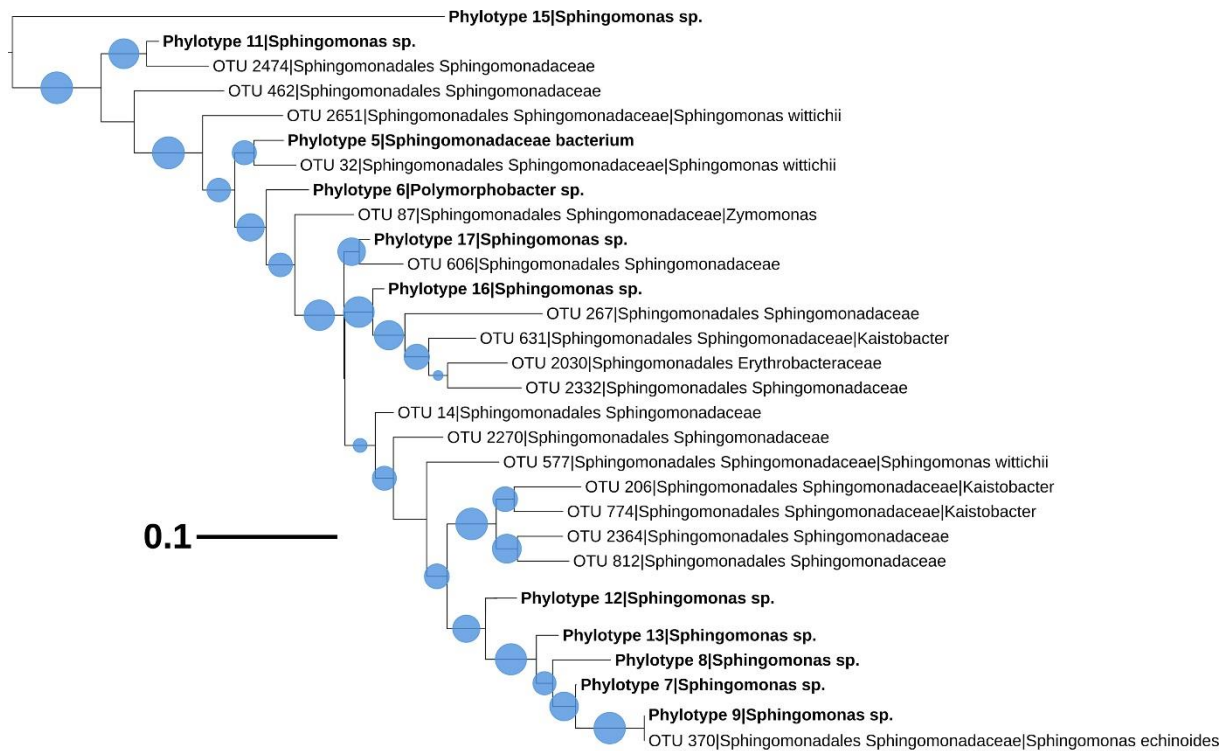 Phylotype 15|Sphingomonas sp.
Phylotype 11|Sphingomonas sp.
OTU 2474|Sphingomonadales Sphingomonadaceae
OTU 462|Sphingomonadales Sphingomonadaceae
OTU 2651|Sphingomonadales Sphingomonadaceae|Sphingomonas wittichii
Phylotype 5|Sphingomonadaceae bacterium
OTU 32|Sphingomonadales Sphingomonadaceae|Sphingomonas wittichii
Phylotype 6|Polymorphobacter sp.
OTU 87|Sphingomonadales Sphingomonadaceae|Zymomonas
Phylotype 17|Sphingomonas sp.
OTU 606|Sphingomonadales Sphingomonadaceae
Phylotype 16|Sphingomonas sp.
OTU 267|Sphingomonadales Sphingomonadaceae
OTU 631|Sphingomonadales Sphingomonadaceae|Kaistobacter
OTU 2030|Sphingomonadales Erythrobacteraceae
OTU 2332|Sphingomonadales Sphingomonadaceae
OTU 14|Sphingomonadales Sphingomonadaceae
OTU 2270|Sphingomonadales Sphingomonadaceae
OTU 577|Sphingomonadales Sphingomonadaceae|Sphingomonas wittichii
OTU 206|Sphingomonadales Sphingomonadaceae|Kaistobacter
OTU 774|Sphingomonadales Sphingomonadaceae|Kaistobacter
0.1
OTU 2364|Sphingomonadales Sphingomonadaceae
OTU 812|Sphingomonadales Sphingomonadaceae
Phylotype 12|Sphingomonas sp.
Phylotype 13|Sphingomonas sp.
Phylotype 8|Sphingomonas sp.
Phylotype 7|Sphingomonas sp.
Phylotype 9|Sphingomonas sp.
OTU 370|Sphingomonadales Sphingomonadaceae|Sphingomonas echinoides